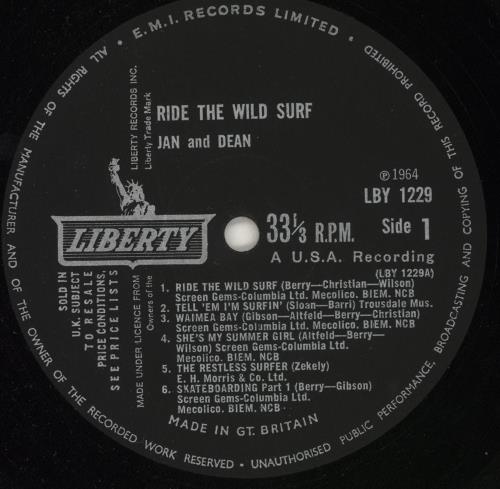 E.M.I. RECORDS LIMITED • ALL RIGHTS OF THE MANUFACTURER AND OF THE OWNER OF THE RECORDED WORK RESERVED • UNAUTHORISED PUBLIC PERFORMANCE, BROADCASTING AND COPYING OF THIS RECORD PROHIBITED •
RIDE THE WILD SURF
JAN and DEAN
LIBERTY RECORDS INC.
Liberty Trade Mark
Owners of the
MADE UNDER LICENCE FROM
℗ 1964
LBY 1229
LIBERTY
33⅓ R.P.M.
Side 1
A U.S.A. Recording
(LBY 1229A)
SOLD IN
U.K. SUBJECT
TO RESALE
PRICE CONDITIONS,
SEE PRICE LISTS
1. RIDE THE WILD SURF (Berry—Christian—Wilson)
Screen Gems-Columbia Ltd. Mecolico. BIEM. NCB
2. TELL 'EM I'M SURFIN' (Sloan—Barri) Trousdale Mus.
3. WAIMEA BAY (Gibson—Altfeld—Berry—Christian)
Screen Gems-Columbia Ltd. Mecolico. BIEM. NCB
4. SHE'S MY SUMMER GIRL (Altfeld—Berry—
Wilson) Screen Gems-Columbia Ltd.
Mecolico. BIEM. NCB
5. THE RESTLESS SURFER (Zekely)
E. H. Morris & Co. Ltd.
6. SKATEBOARDING Part 1 (Berry—Gibson)
Screen Gems-Columbia Ltd.
Mecolico. BIEM. NCB
MADE IN GT. BRITAIN